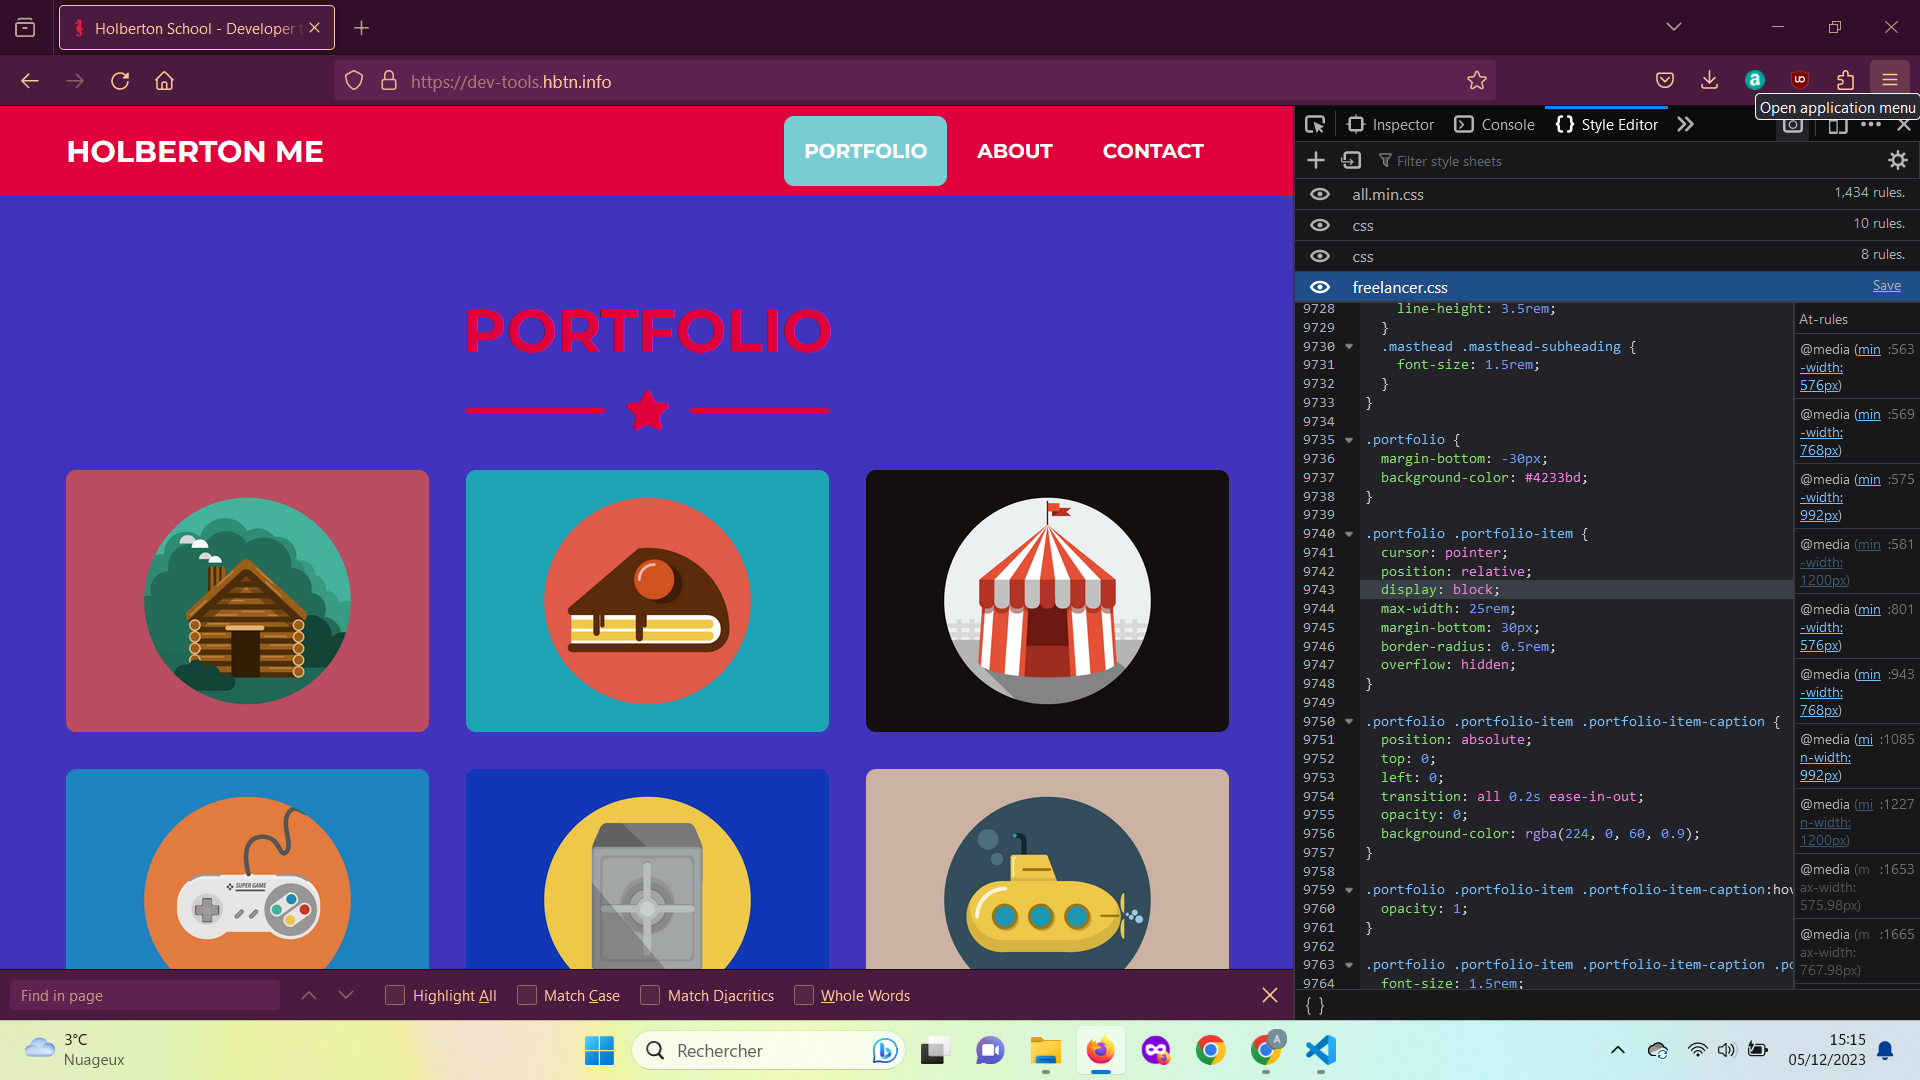 Holberton School - Developer t
https://dev-tools.hbtn.info
Open application menu
HOLBERTON ME
PORTFOLIO
ABOUT
CONTACT
PORTFOLIO
SUPER GAME
Inspector
Console
{} Style Editor
Filter style sheets
all.min.css
1,434 rules.
css
10 rules.
css
8 rules.
freelancer.css
Save
9728 line-height: 3.5rem;
9729 }
9730 .masthead .masthead-subheading {
9731 font-size: 1.5rem;
9732 }
9733 }
9734
9735 .portfolio {
9736 margin-bottom: -30px;
9737 background-color: #4233bd;
9738 }
9739
9740 .portfolio .portfolio-item {
9741 cursor: pointer;
9742 position: relative;
9743 display: block;
9744 max-width: 25rem;
9745 margin-bottom: 30px;
9746 border-radius: 0.5rem;
9747 overflow: hidden;
9748 }
9749
9750 .portfolio .portfolio-item .portfolio-item-caption {
9751 position: absolute;
9752 top: 0;
9753 left: 0;
9754 transition: all 0.2s ease-in-out;
9755 opacity: 0;
9756 background-color: rgba(224, 0, 60, 0.9);
9757 }
9758
9759 .portfolio .portfolio-item .portfolio-item-caption:hov
9760 opacity: 1;
9761 }
9762
9763 .portfolio .portfolio-item .portfolio-item-caption .po
9764 font-size: 1.5rem;
{ }
At-rules
@media (min :563
-width:
576px)
@media (min :569
-width:
768px)
@media (min :575
-width:
992px)
@media (min :581
-width:
1200px)
@media (min :801
-width:
576px)
@media (min :943
-width:
768px)
@media (mi :1085
n-width:
992px)
@media (mi :1227
n-width:
1200px)
@media (m :1653
ax-width:
575.98px)
@media (m :1665
ax-width:
767.98px)
Find in page
Highlight All
Match Case
Match Diacritics
Whole Words
3°C
Nuageux
Rechercher
A
15:15
05/12/2023